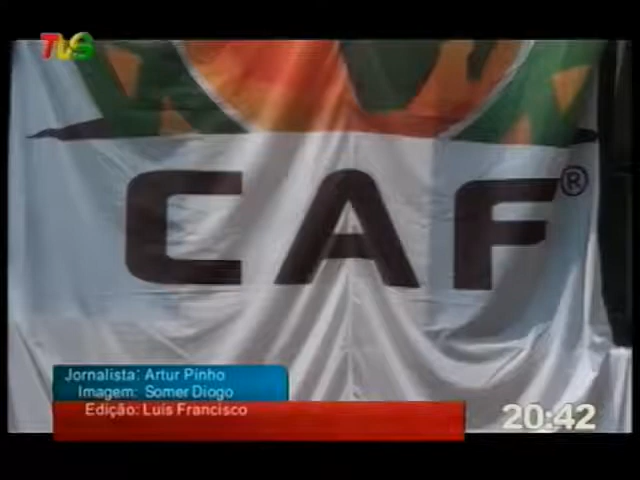 TVS
CAF®
Jornalista: Artur Pinho
Imagem: Somer Diogo
Edição: Luis Francisco
20:42